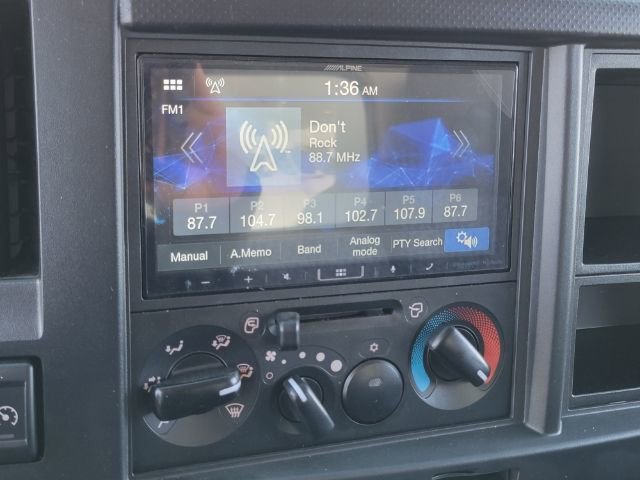 ALPINE
1:36 AM
FM1
Don't
Rock
88.7 MHz
P1 P2 P3 P4 P5 P6
87.7 104.7 98.1 102.7 107.9 87.7
Manual A.Memo Band Analog mode PTY Search